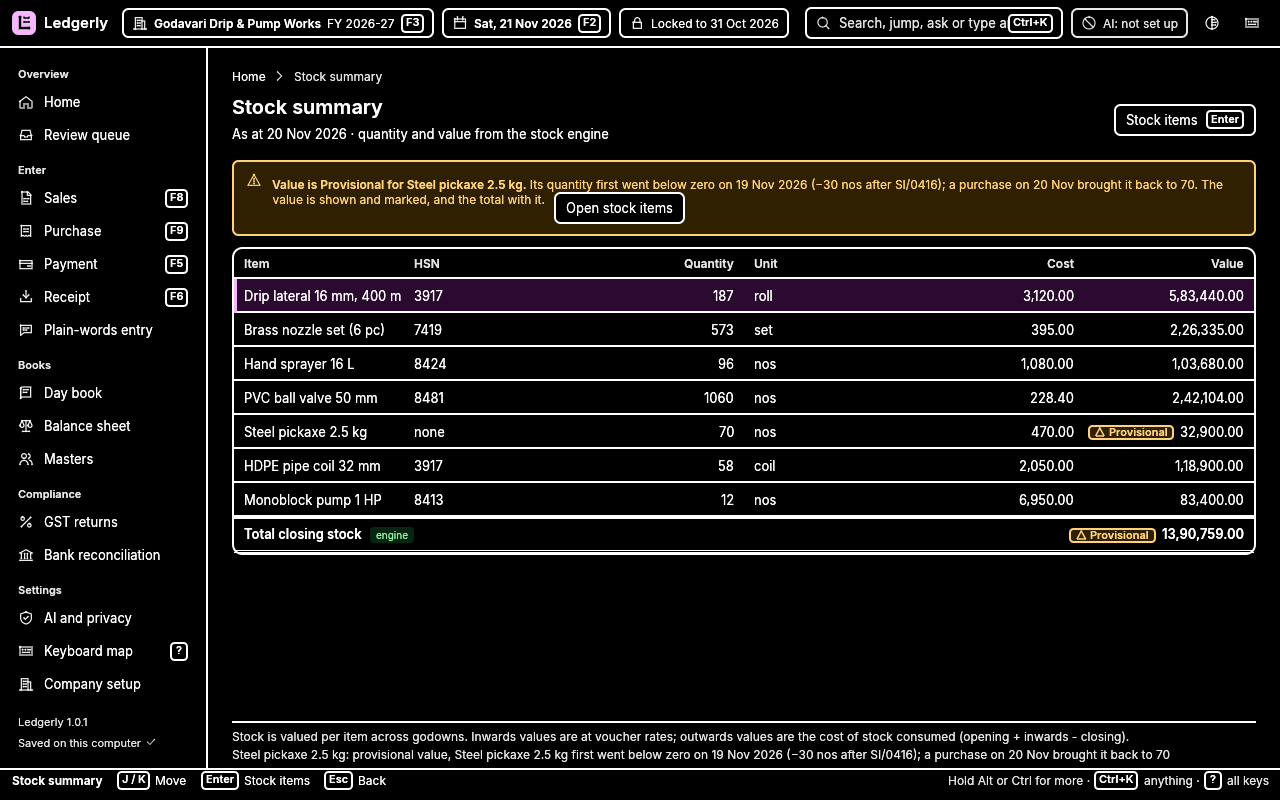 Ledgerly
Godavari Drip & Pump Works FY 2026-27 F3
Sat, 21 Nov 2026 F2
Locked to 31 Oct 2026
Search, jump, ask or type a Ctrl+K
AI: not set up
Overview
Home
Review queue
Enter
Sales F8
Purchase F9
Payment F5
Receipt F6
Plain-words entry
Books
Day book
Balance sheet
Masters
Compliance
GST returns
Bank reconciliation
Settings
AI and privacy
Keyboard map ?
Company setup
Ledgerly 1.0.1
Saved on this computer
Home > Stock summary
Stock summary
As at 20 Nov 2026 · quantity and value from the stock engine
Stock items Enter
Value is Provisional for Steel pickaxe 2.5 kg. Its quantity first went below zero on 19 Nov 2026 (−30 nos after SI/0416); a purchase on 20 Nov brought it back to 70. The
value is shown and marked, and the total with it. Open stock items
Item HSN Quantity Unit Cost Value
Drip lateral 16 mm, 400 m 3917 187 roll 3,120.00 5,83,440.00
Brass nozzle set (6 pc) 7419 573 set 395.00 2,26,335.00
Hand sprayer 16 L 8424 96 nos 1,080.00 1,03,680.00
PVC ball valve 50 mm 8481 1060 nos 228.40 2,42,104.00
Steel pickaxe 2.5 kg none 70 nos 470.00 Provisional 32,900.00
HDPE pipe coil 32 mm 3917 58 coil 2,050.00 1,18,900.00
Monoblock pump 1 HP 8413 12 nos 6,950.00 83,400.00
Total closing stock engine Provisional 13,90,759.00
Stock is valued per item across godowns. Inwards values are at voucher rates; outwards values are the cost of stock consumed (opening + inwards - closing).
Steel pickaxe 2.5 kg: provisional value, Steel pickaxe 2.5 kg first went below zero on 19 Nov 2026 (−30 nos after SI/0416); a purchase on 20 Nov brought it back to 70
Stock summary J / K Move Enter Stock items Esc Back
Hold Alt or Ctrl for more · Ctrl+K anything · ? all keys